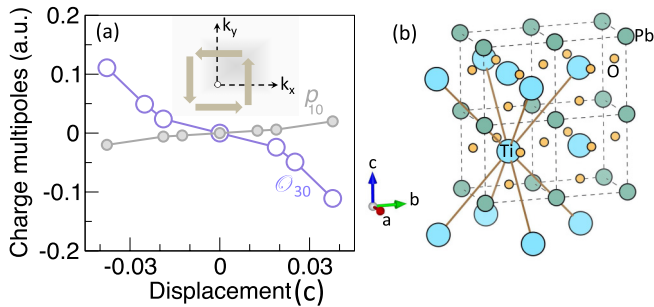 (a)
k_y
k_x
p_10
𝒪_30
0.2
0.1
0
-0.1
-0.2
Charge multipoles (a.u.)
-0.03
0
0.03
Displacement (c)
(b)
Pb
O
Ti
c
b
a